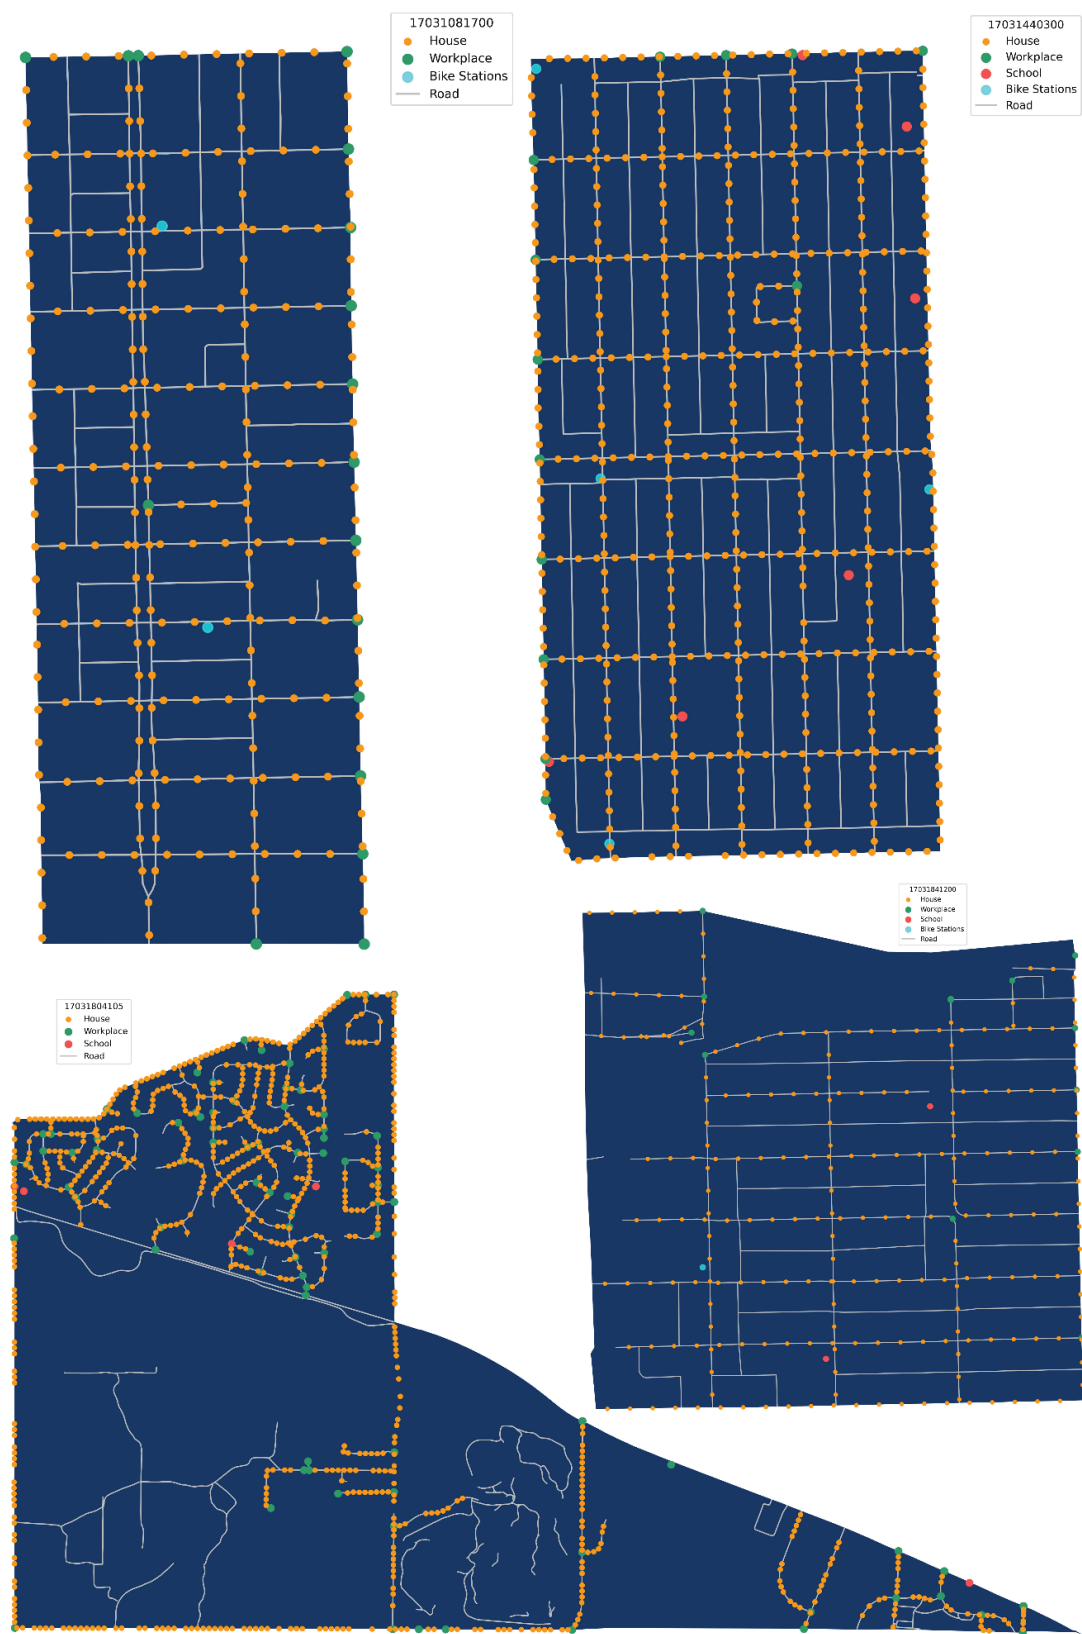 17031081700
House
Workplace
Bike Stations
Road
17031440300
House
Workplace
School
Bike Stations
Road
17031841200
House
Workplace
School
Bike Stations
Road
17031804105
House
Workplace
School
Road